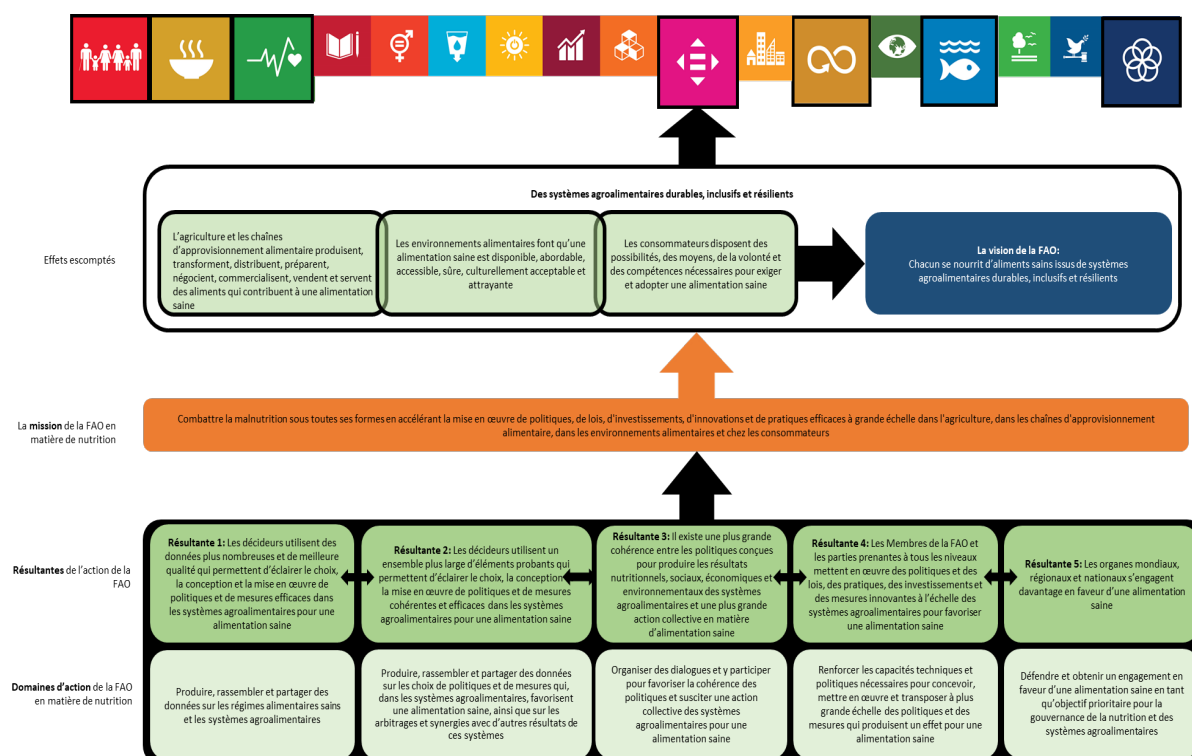 Des systèmes agroalimentaires durables, inclusifs et résilients
Effets escomptés
L'agriculture et les chaînes
d'approvisionnement alimentaire produisent,
transforment, distribuent, préparent,
négocient, commercialisent, vendent et servent
des aliments qui contribuent à une alimentation
saine
Les environnements alimentaires font qu'une
alimentation saine est disponible, abordable,
accessible, sûre, culturellement acceptable et
attrayante
Les consommateurs disposent des
possibilités, des moyens, de la volonté et
des compétences nécessaires pour exiger
et adopter une alimentation saine
La vision de la FAO:
Chacun se nourrit d'aliments sains issus de systèmes
agroalimentaires durables, inclusifs et résilients
La mission de la FAO en
matière de nutrition
Combattre la malnutrition sous toutes ses formes en accélérant la mise en œuvre de politiques, de lois, d'investissements, d'innovations et de pratiques efficaces à grande échelle dans l'agriculture, dans les chaînes d'approvisionnement
alimentaire, dans les environnements alimentaires et chez les consommateurs
Résultantes de l'action de la
FAO
Résultante 1: Les décideurs utilisent des
données plus nombreuses et de meilleure
qualité qui permettent d'éclairer le choix,
la conception et la mise en œuvre de
politiques et de mesures efficaces dans
les systèmes agroalimentaires pour une
alimentation saine
Résultante 2: Les décideurs utilisent un
ensemble plus large d'éléments probants qui
permettent d'éclairer le choix, la conception
la mise en œuvre de politiques et de mesures
cohérentes et efficaces dans les systèmes
agroalimentaires pour une alimentation saine
Résultante 3: Il existe une plus grande
cohérence entre les politiques conçues
pour produire les résultats
nutritionnels, sociaux, économiques et
environnementaux des systèmes
agroalimentaires et une plus grande
action collective en matière
d'alimentation saine
Résultante 4: Les Membres de la FAO et
les parties prenantes à tous les niveaux
mettent en œuvre des politiques et des
lois, des pratiques, des investissements et
des mesures innovantes à l'échelle des
systèmes agroalimentaires pour favoriser
une alimentation saine
Résultante 5: Les organes mondiaux,
régionaux et nationaux s'engagent
davantage en faveur d'une alimentation
saine
Domaines d'action de la FAO
en matière de nutrition
Produire, rassembler et partager des
données sur les régimes alimentaires sains
et les systèmes agroalimentaires
Produire, rassembler et partager des données
sur les choix de politiques et de mesures qui,
dans les systèmes agroalimentaires, favorisent
une alimentation saine, ainsi que sur les
arbitrages et synergies avec d'autres résultats de
ces systèmes
Organiser des dialogues et y participer
pour favoriser la cohérence des
politiques et susciter une action
collective des systèmes
agroalimentaires pour une
alimentation saine
Renforcer les capacités techniques et
politiques nécessaires pour concevoir,
mettre en œuvre et transposer à plus
grande échelle des politiques et des
mesures qui produisent un effet pour une
alimentation saine
Défendre et obtenir un engagement en
faveur d'une alimentation saine en tant
qu'objectif prioritaire pour la
gouvernance de la nutrition et des
systèmes agroalimentaires